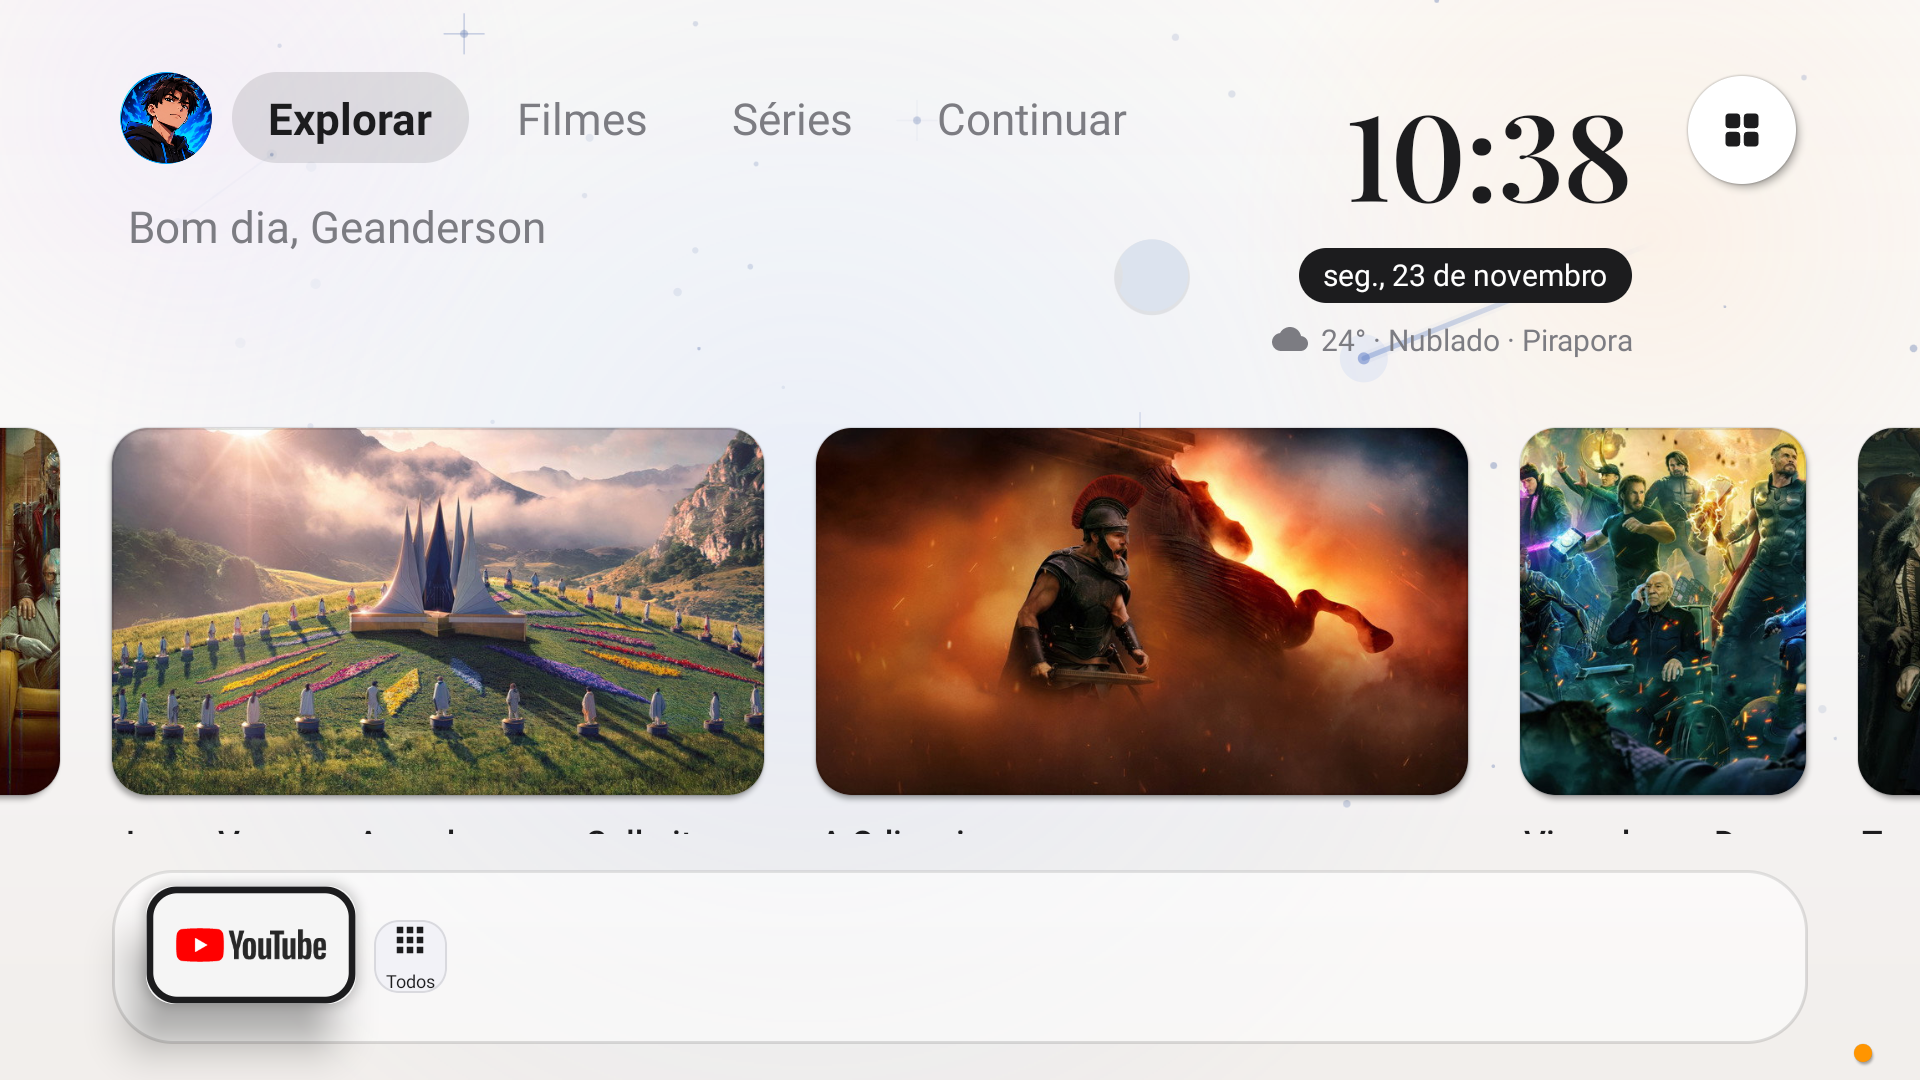 Explorar
Filmes
Séries
Continuar
10:38
Bom dia, Geanderson
seg., 23 de novembro
24° · Nublado · Pirapora
YouTube
Todos